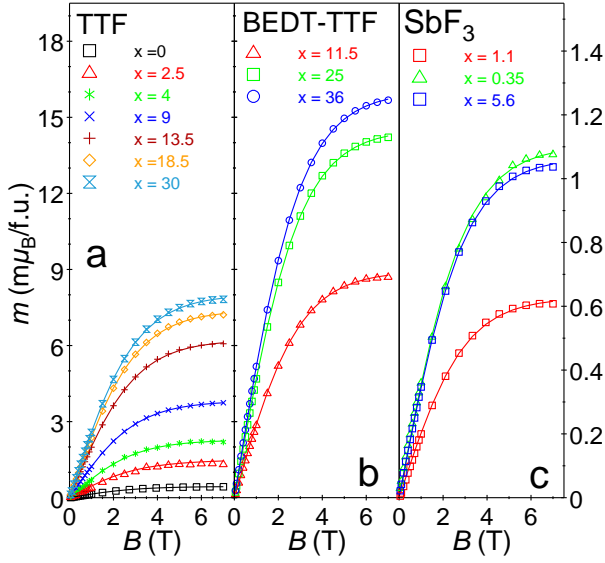 TTF
BEDT-TTF
SbF3
18
15
12
9
6
3
0
m (mμB/f.u.)
x =0
x = 2.5
x = 4
x = 9
x = 13.5
x = 18.5
x = 30
a
x = 11.5
x = 25
x = 36
b
x = 1.1
x = 0.35
x = 5.6
c
1.4
1.2
1
0.8
0.6
0.4
0.2
0
0 2 4 6 0 2 4 6 0 2 4 6
B (T) B (T) B (T)